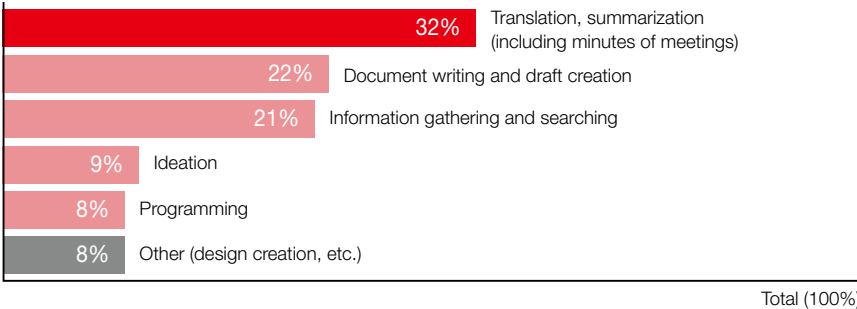 32%
Translation, summarization
(including minutes of meetings)
22%
Document writing and draft creation
21%
Information gathering and searching
9%
Ideation
8%
Programming
8%
Other (design creation, etc.)
Total (100%)